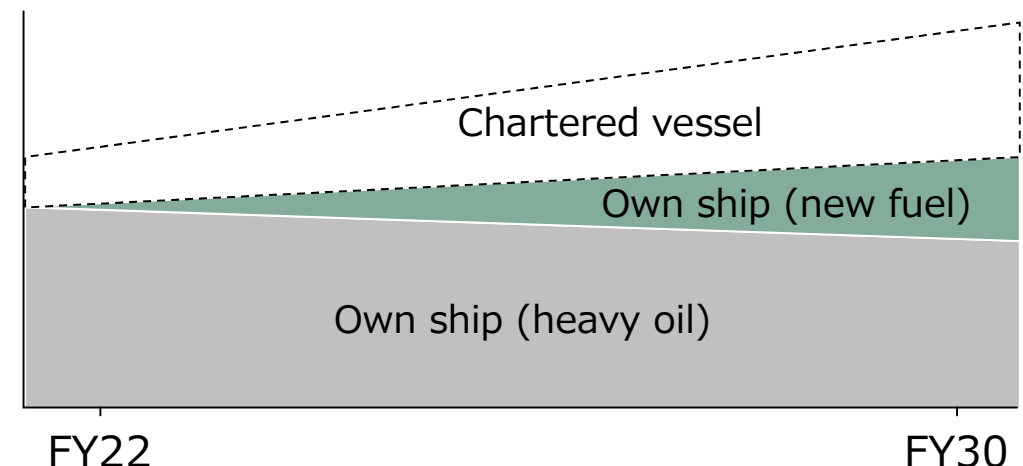 Chartered vessel
Own ship (new fuel)
Own ship (heavy oil)
FY22
FY30